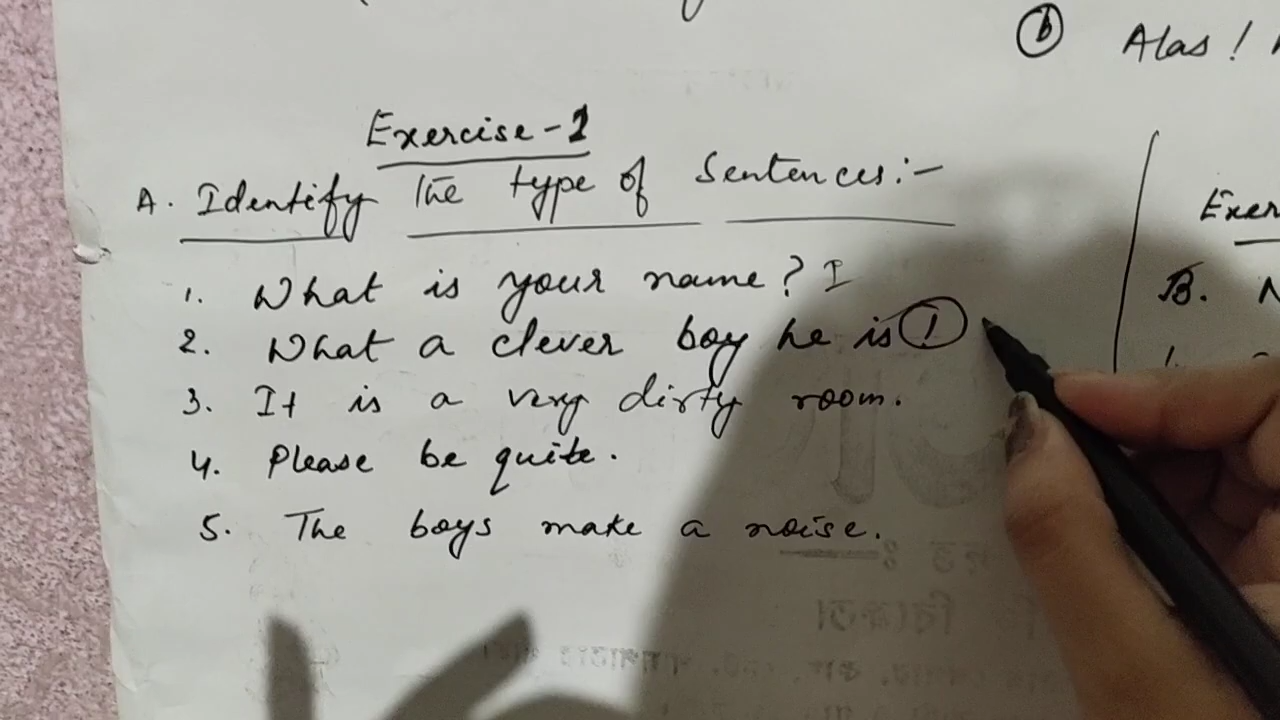 b Alas!
Exercise-1
A. Identify the type of Sentences:-
1. What is your name? I
2. What a clever boy he is!
3. It is a very dirty room.
4. Please be quite.
5. The boys make a noise.
B.